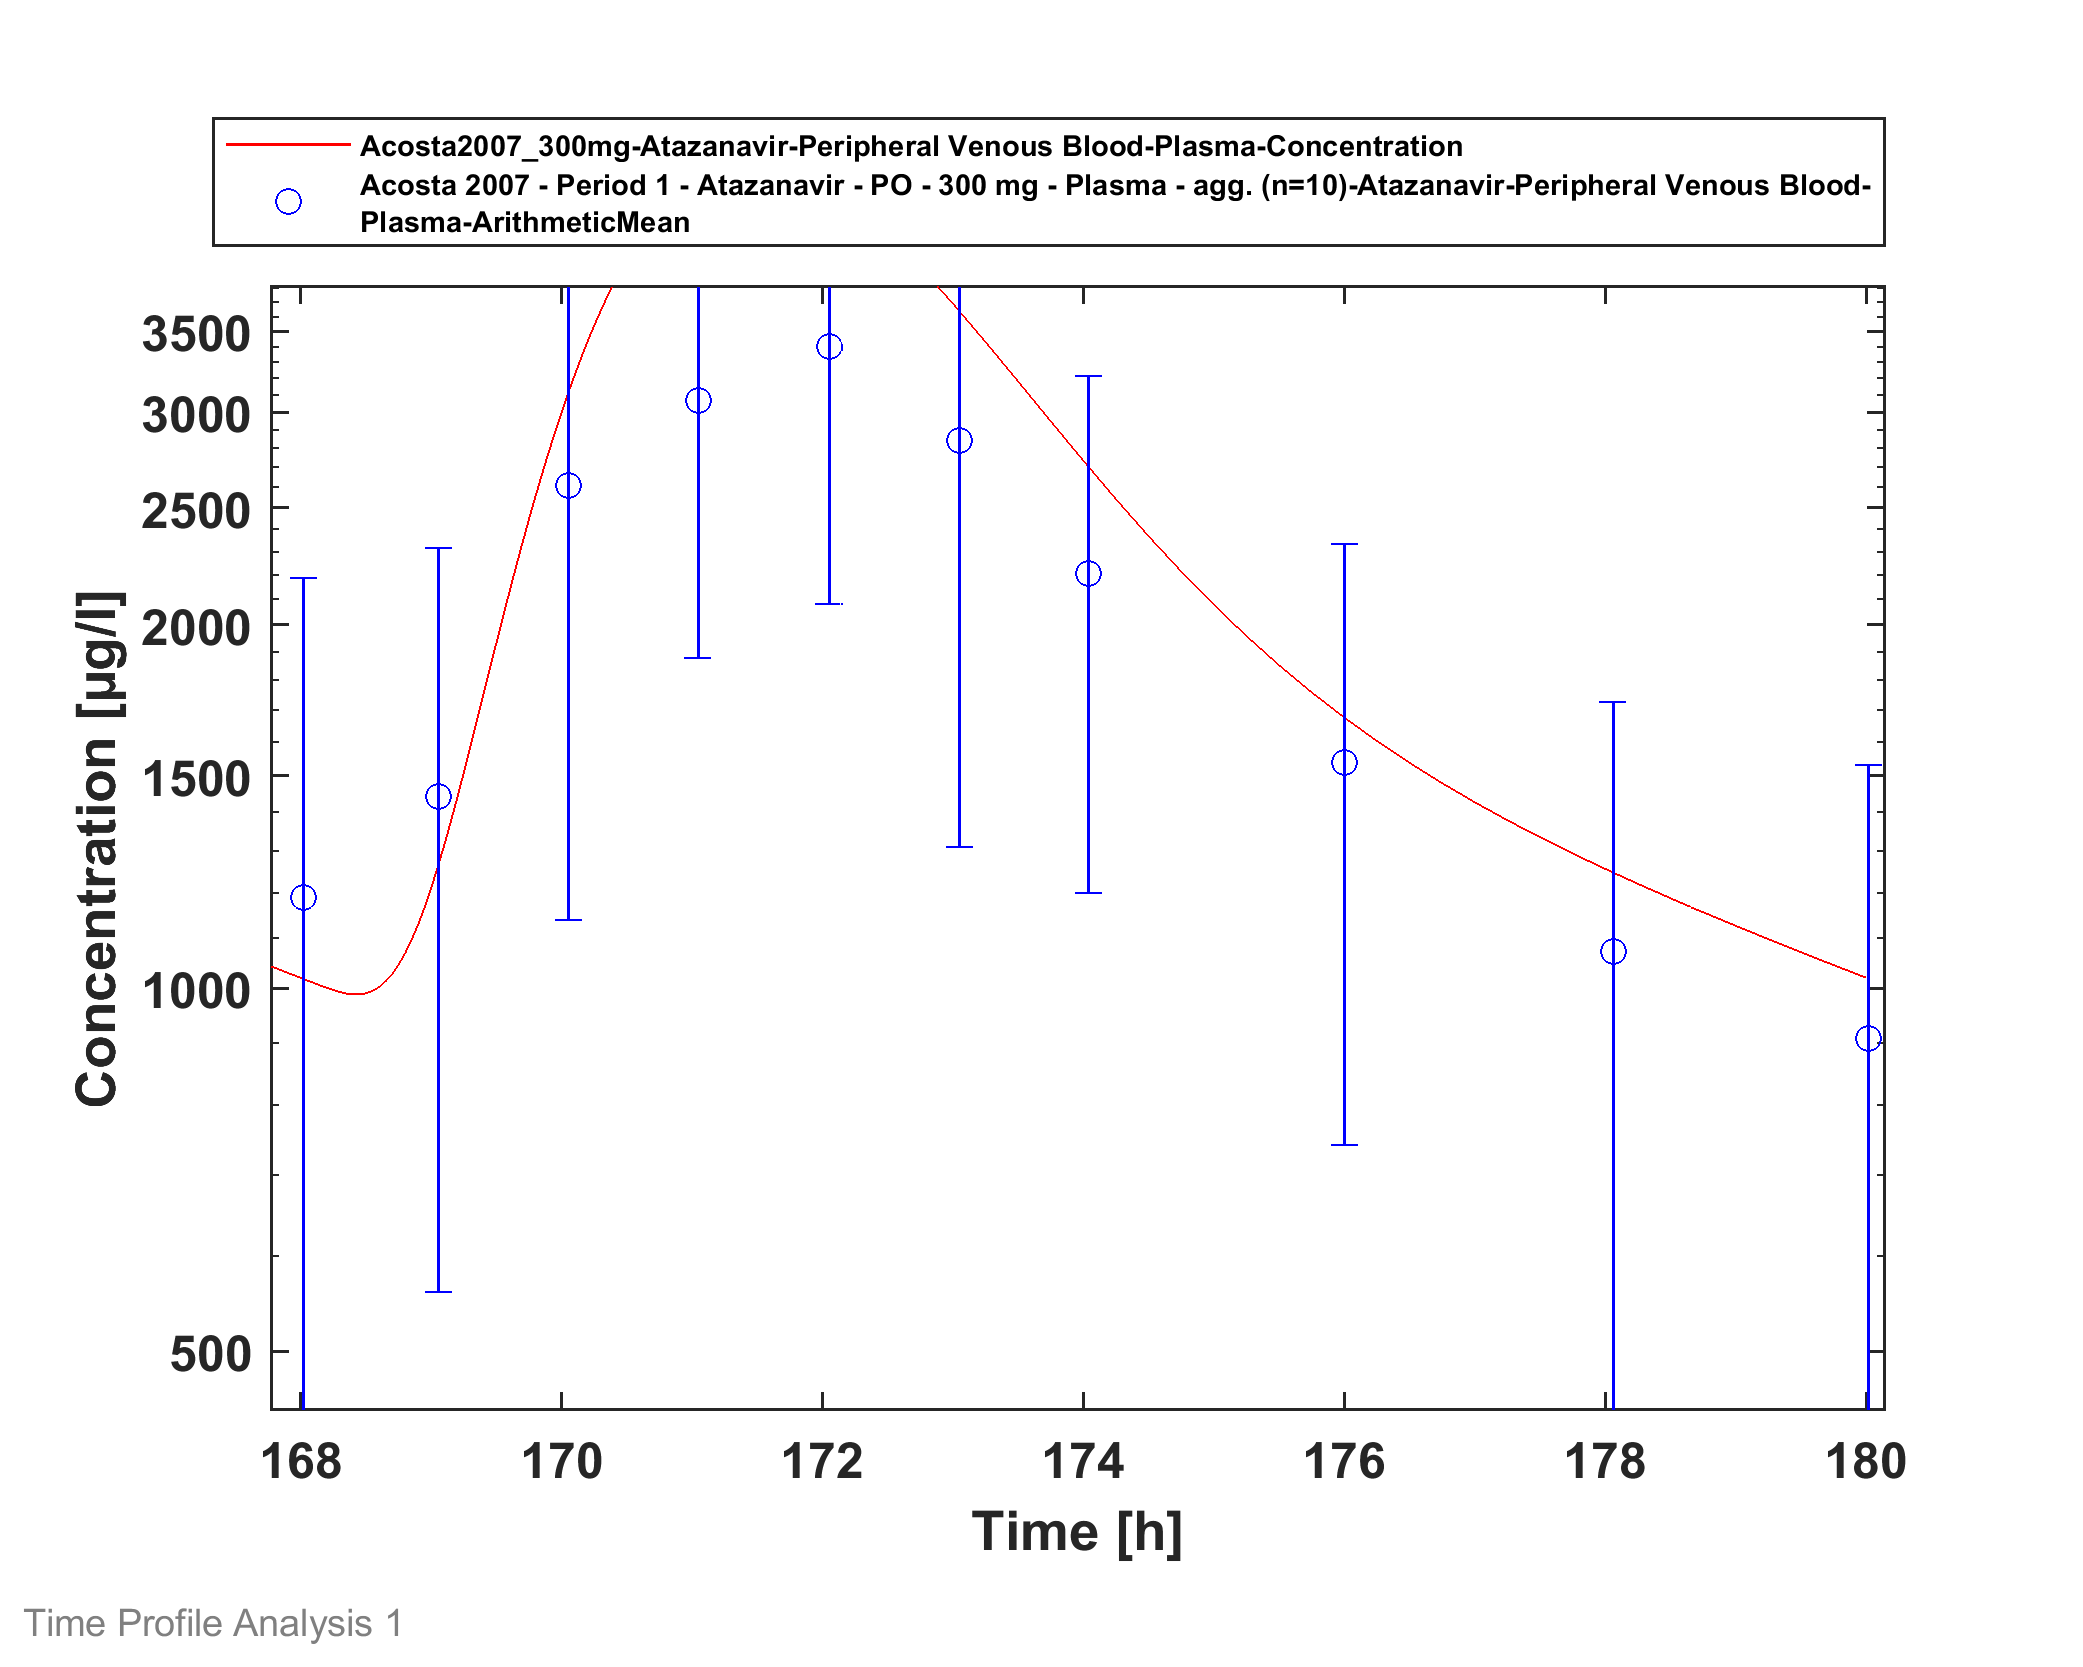 Acosta2007_300mg-Atazanavir-Peripheral Venous Blood-Plasma-Concentration
Acosta 2007 - Period 1 - Atazanavir - PO - 300 mg - Plasma - agg. (n=10)-Atazanavir-Peripheral Venous Blood-
Plasma-ArithmeticMean
3500
3000
2500
2000
1500
1000
500
Concentration [µg/l]
168 170 172 174 176 178 180
Time [h]
Time Profile Analysis 1